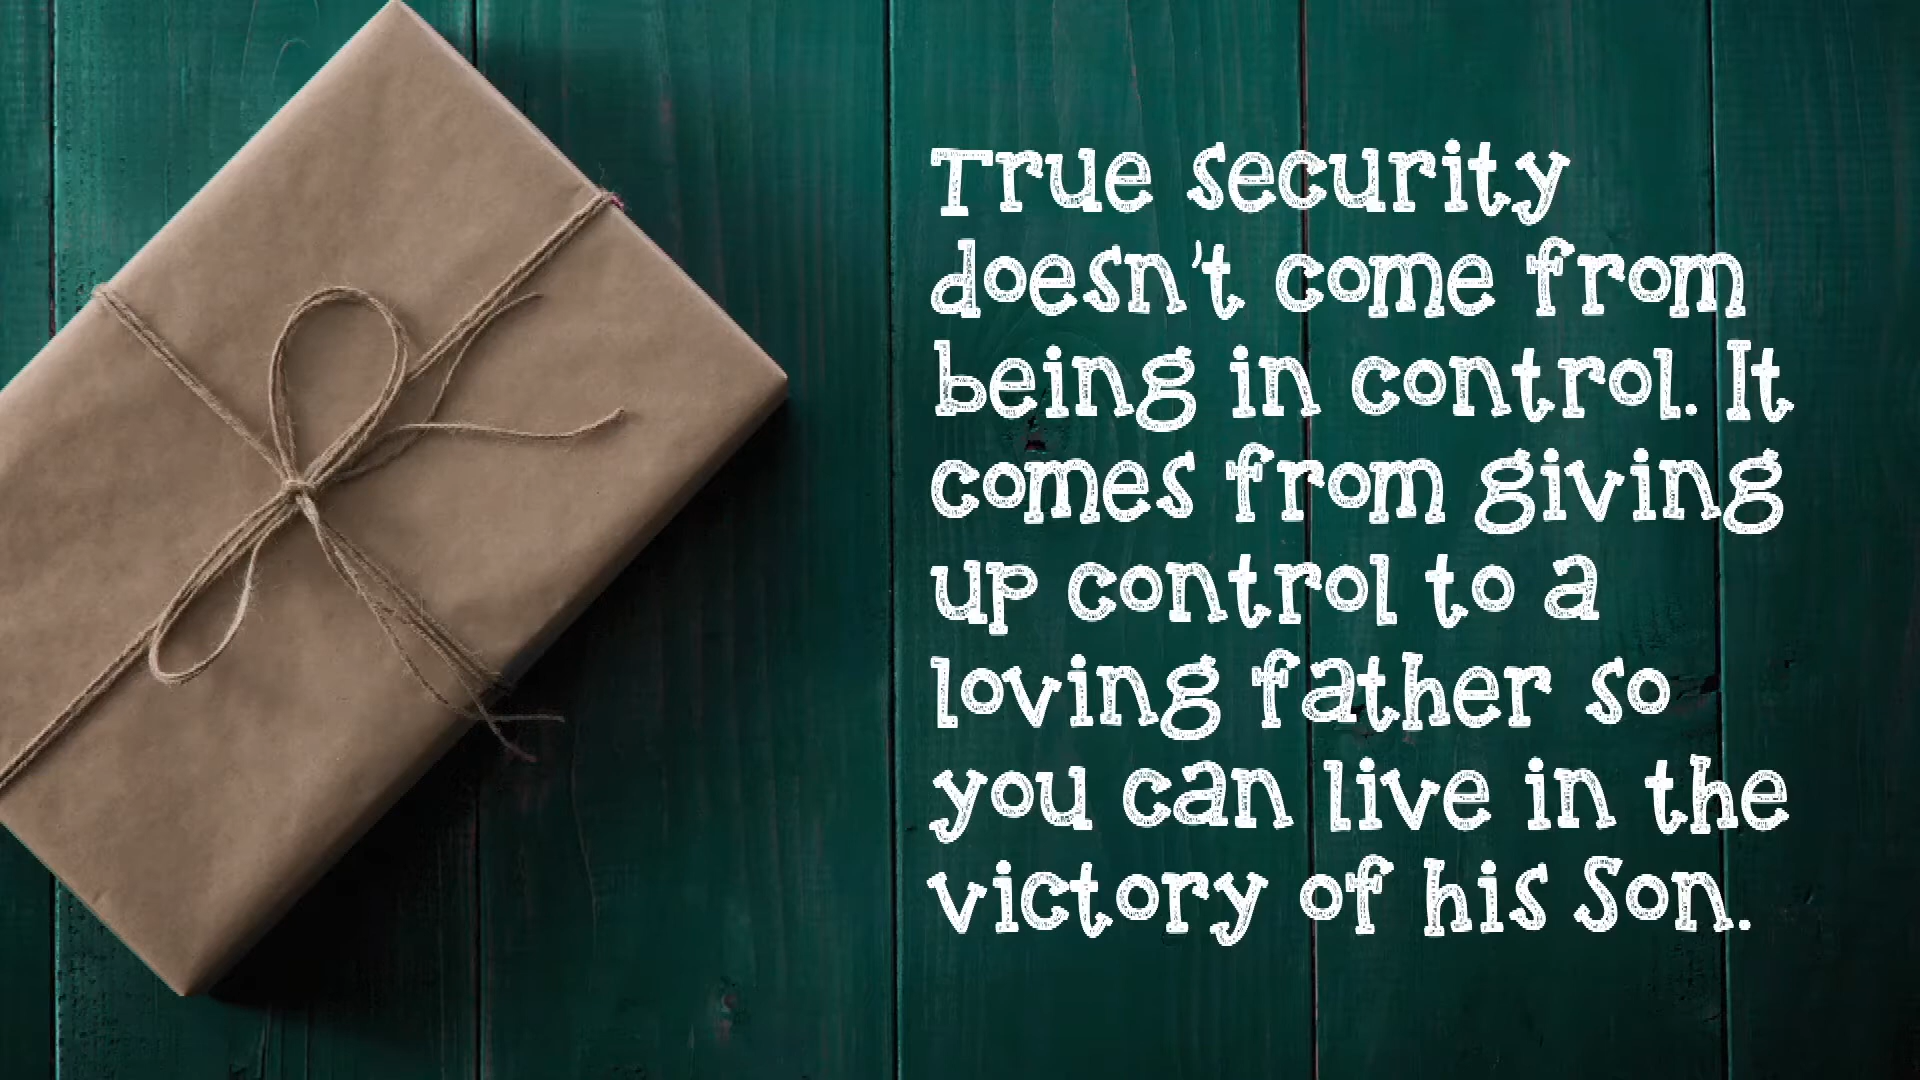 True security
doesn't come from
being in control. It
comes from giving
up control to a
loving father so
you can live in the
victory of his Son.